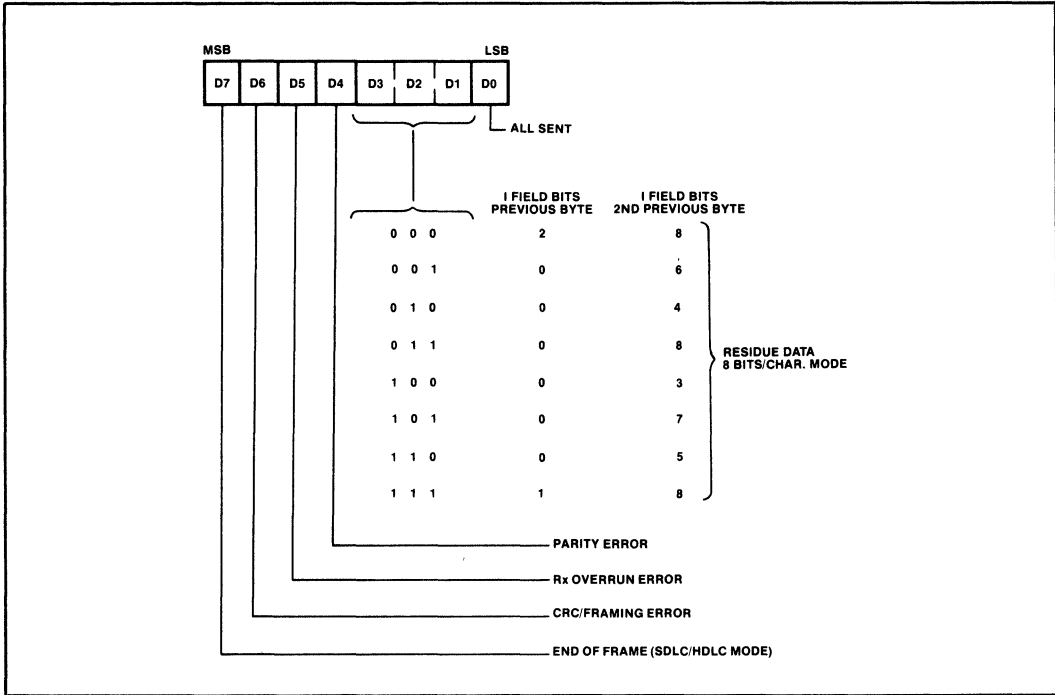 MSB LSB
D7 D6 D5 D4 D3 D2 D1 D0
ALL SENT
I FIELD BITS PREVIOUS BYTE I FIELD BITS 2ND PREVIOUS BYTE
0 0 0 2 8
0 0 1 0 6
0 1 0 0 4
0 1 1 0 8
1 0 0 0 3
1 0 1 0 7
1 1 0 0 5
1 1 1 1 8
RESIDUE DATA
8 BITS/CHAR. MODE
PARITY ERROR
Rx OVERRUN ERROR
CRC/FRAMING ERROR
END OF FRAME (SDLC/HDLC MODE)